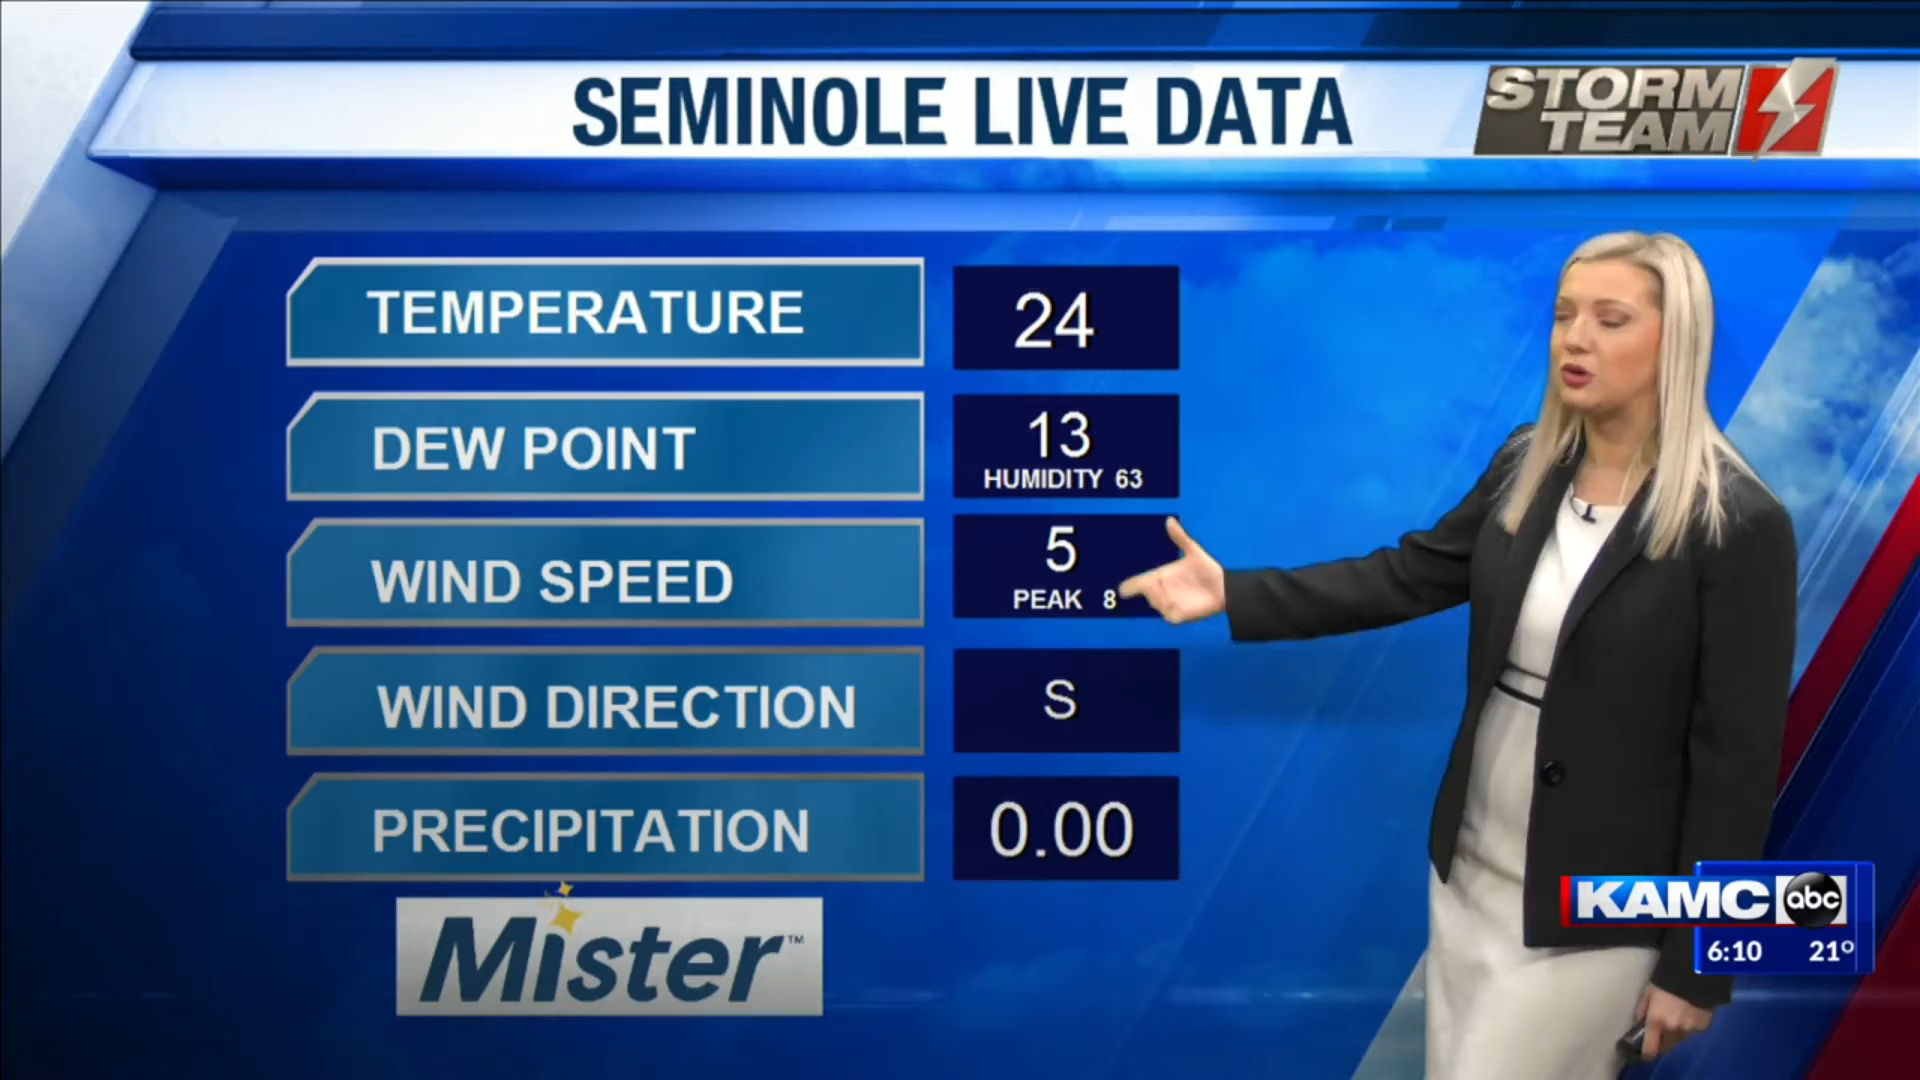 SEMINOLE LIVE DATA
STORM
TEAM
TEMPERATURE
24
DEW POINT
13
HUMIDITY 63
WIND SPEED
5
PEAK 8
WIND DIRECTION
S
PRECIPITATION
0.00
Mister™
KAMC abc
6:10 21°